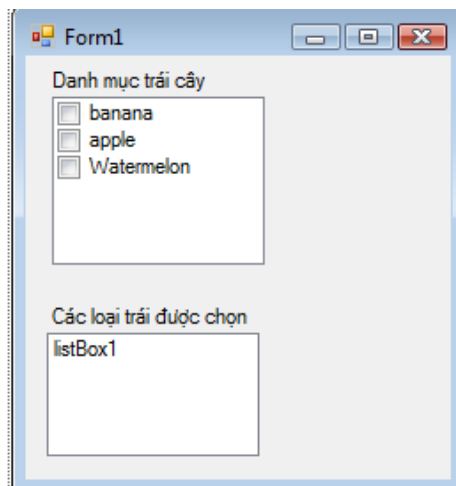 Form1
Danh mục trái cây
banana
apple
Watermelon
Các loại trái được chọn
listBox1